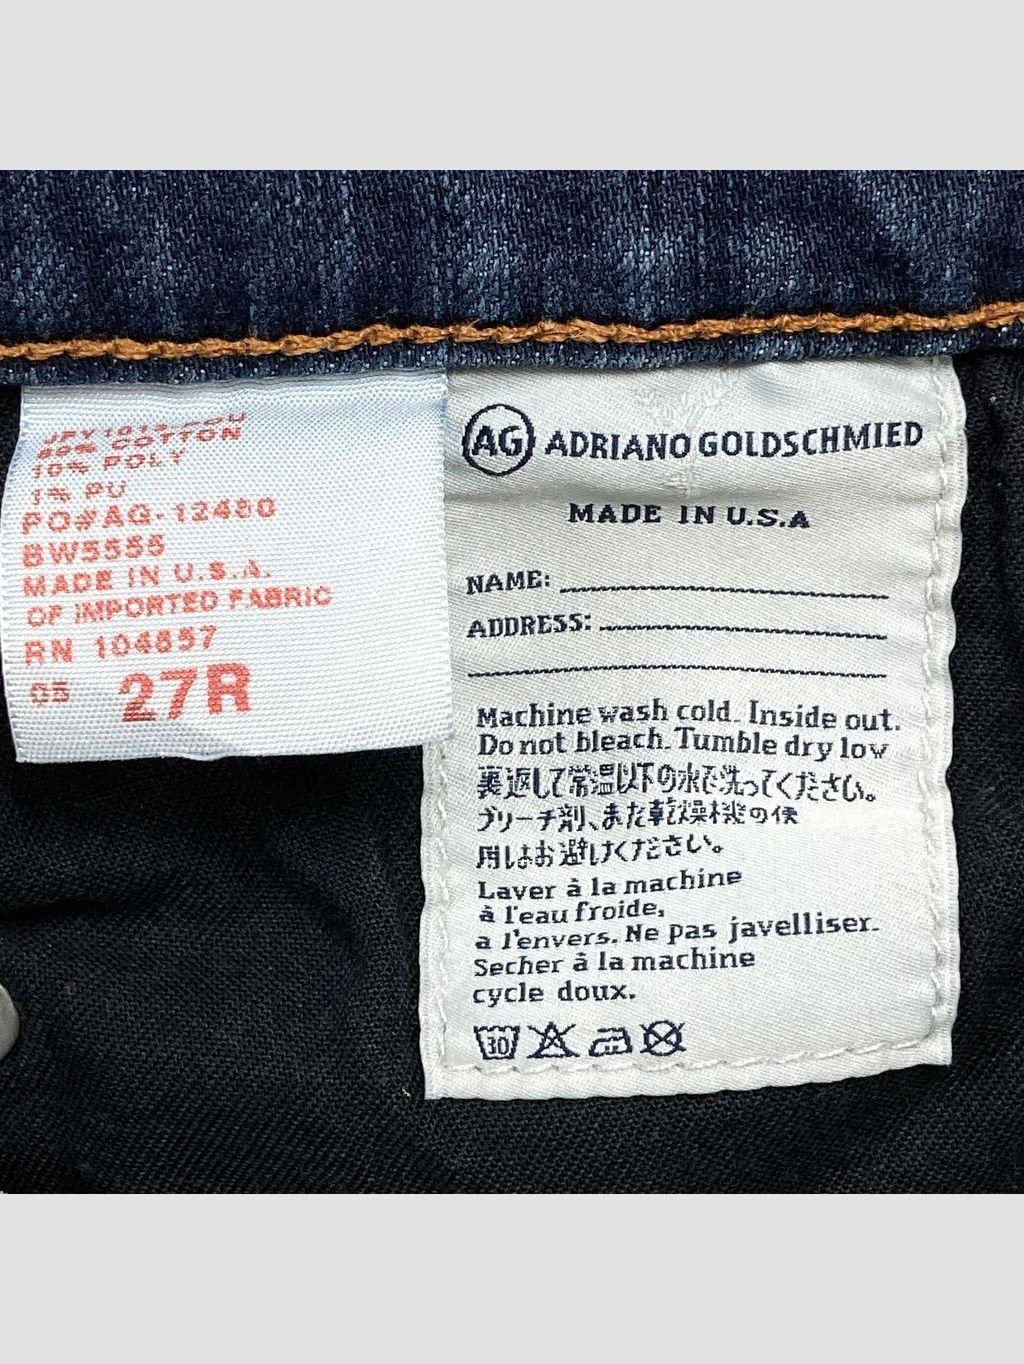 COTTON
10% POLY
1% PU
PO#AG-12480
BW5555
MADE IN U.S.A.
OF IMPORTED FABRIC
RN 104657
05 27R
AG ADRIANO GOLDSCHMIED
MADE IN U.S.A
NAME:
ADDRESS:
Machine wash cold. Inside out.
Do not bleach. Tumble dry low
裏返して常温以下の水で洗ってください。
ブリーチ剤、また乾燥機の使
用はお避けください。
Laver à la machine
à l'eau froide,
a l'envers. Ne pas javelliser.
Secher à la machine
cycle doux.
30